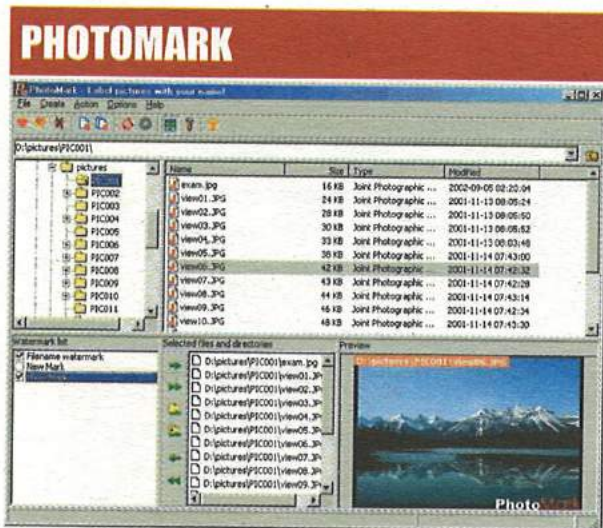 PHOTOMARK
PhotoMark - Label pictures with your name!
File Create Action Options Help
D:\pictures\PIC001\
pictures
PIC001
PIC002
PIC003
PIC004
PIC005
PIC006
PIC007
PIC008
PIC009
PIC010
PIC011
Name Size Type Modified
exam.jpg 16 KB Joint Photographic ... 2002-09-05 02:20:04
view01.JPG 24 KB Joint Photographic ... 2001-11-13 08:05:24
view02.JPG 28 KB Joint Photographic ... 2001-11-13 08:05:50
view03.JPG 30 KB Joint Photographic ... 2001-11-13 08:05:52
view04.JPG 33 KB Joint Photographic ... 2001-11-13 08:03:48
view05.JPG 38 KB Joint Photographic ... 2001-11-14 07:43:00
view06.JPG 42 KB Joint Photographic ... 2001-11-14 07:42:32
view07.JPG 43 KB Joint Photographic ... 2001-11-14 07:42:28
view08.JPG 44 KB Joint Photographic ... 2001-11-14 07:43:14
view09.JPG 46 KB Joint Photographic ... 2001-11-14 07:42:34
view10.JPG 48 KB Joint Photographic ... 2001-11-14 07:43:30
Watermark list
Filename watermark
New Mark
Selected files and directories
D:\pictures\PIC001\exam.jpg
D:\pictures\PIC001\view01.JP
D:\pictures\PIC001\view02.JP
D:\pictures\PIC001\view03.JP
D:\pictures\PIC001\view04.JP
D:\pictures\PIC001\view05.JP
D:\pictures\PIC001\view06.JP
D:\pictures\PIC001\view07.JP
D:\pictures\PIC001\view08.JP
D:\pictures\PIC001\view09.JP
Preview
D:\pictures\PIC001\view06.JPG
PhotoMark